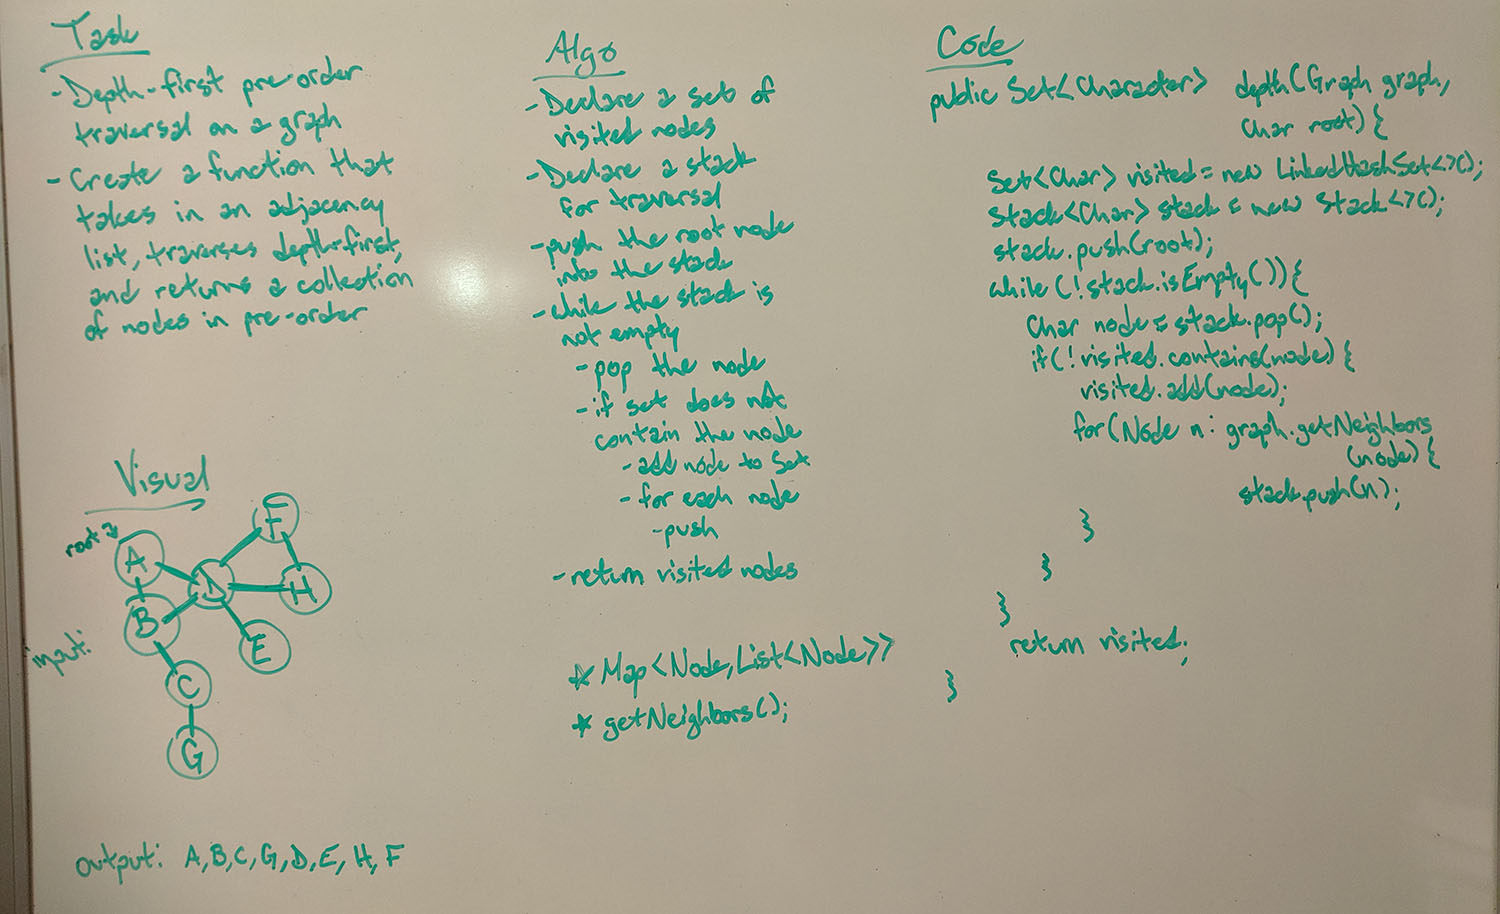 Task
- Depth-first pre-order
traversal on a graph
- Create a function that
takes in an adjacency
list, traverses depth-first,
and returns a collection
of nodes in pre-order
Visual
root →
A
F
D
H
B
E
input:
C
G
output: A, B, C, G, D, E, H, F
Algo
- Declare a set of
visited nodes
- Declare a stack
for traversal
- push the root node
into the stack
- while the stack is
not empty
- pop the node
- if set does not
contain the node
- add node to Set
- for each node
- push
- return visited nodes
* Map<Node, List<Node>>
* getNeighbors();
Code
public Set<Character> depth(Graph graph,
char root) {
Set<Char> visited = new LinkedHashSet<>();
Stack<Char> stack = new Stack<>();
stack.push(root);
while (!stack.isEmpty()) {
Char node = stack.pop();
if(!visited.contains(node) {
visited.add(node);
for(Node n : graph.getNeighbors
(node) {
stack.push(n);
}
}
}
return visited;
}